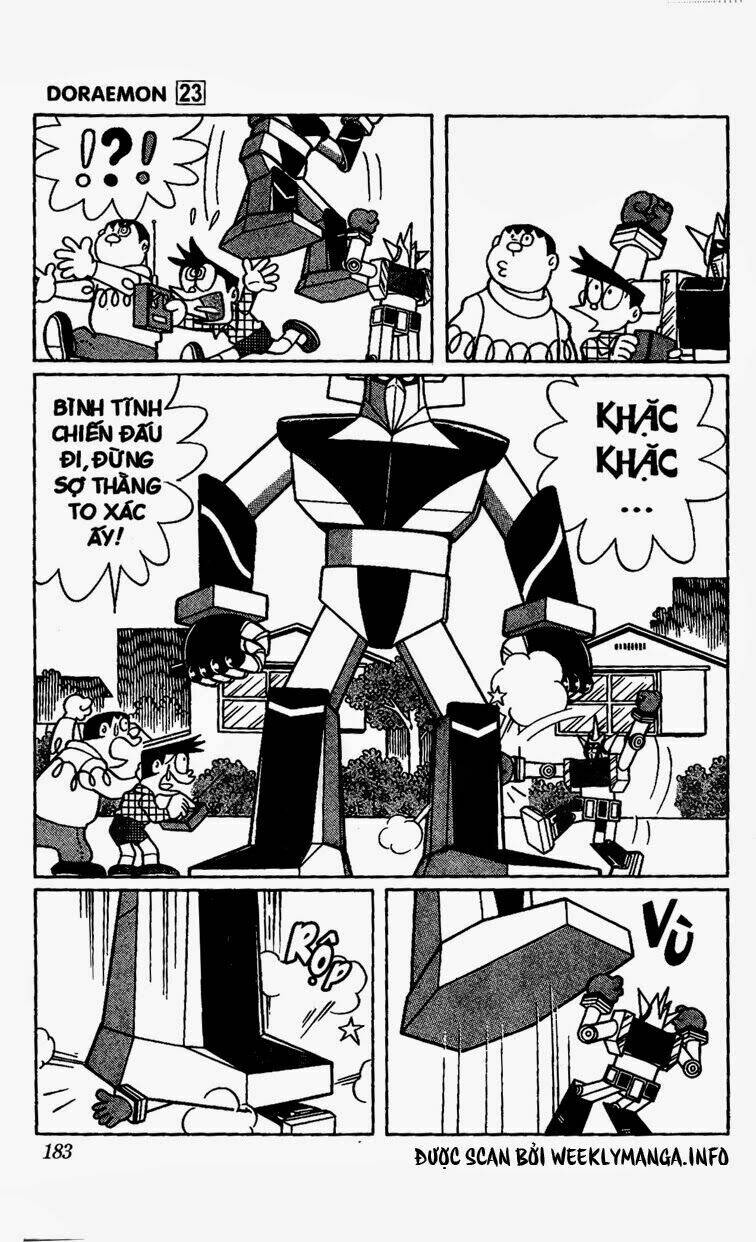 DORAEMON 23
!?!
BÌNH TĨNH
CHIẾN ĐẤU
ĐI, ĐỪNG
SỢ THẰNG
TO XÁC
ẤY!
KHẶC
KHẶC
...
RỘP
VÙ
183
ĐƯỢC SCAN BỞI WEEKLYMANGA.INFO